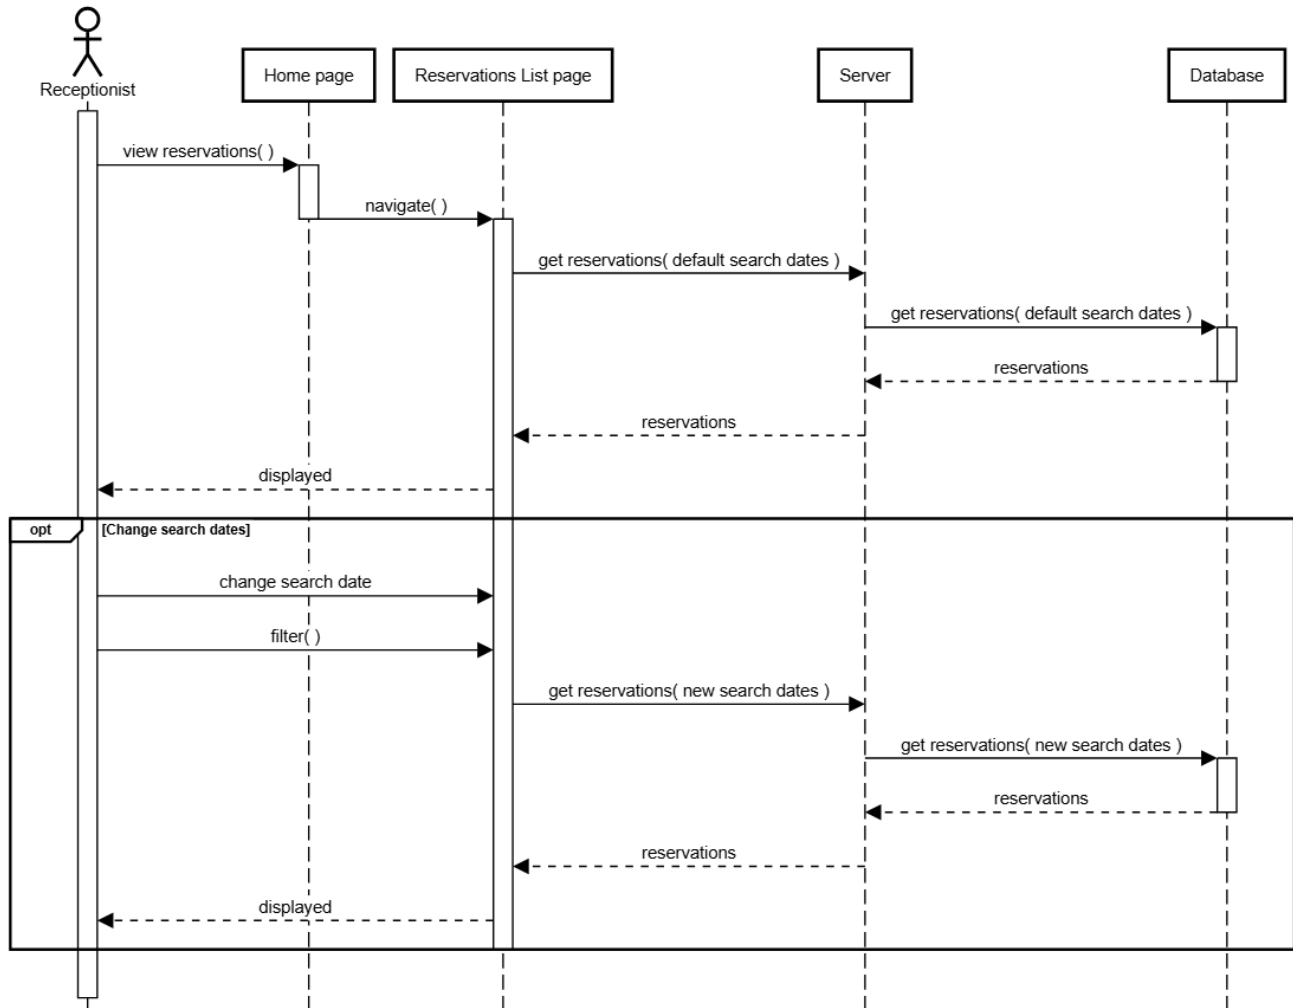 Receptionist
Home page
Reservations List page
Server
Database
view reservations( )
navigate( )
get reservations( default search dates )
get reservations( default search dates )
reservations
reservations
displayed
opt
[Change search dates]
change search date
filter( )
get reservations( new search dates )
get reservations( new search dates )
reservations
reservations
displayed